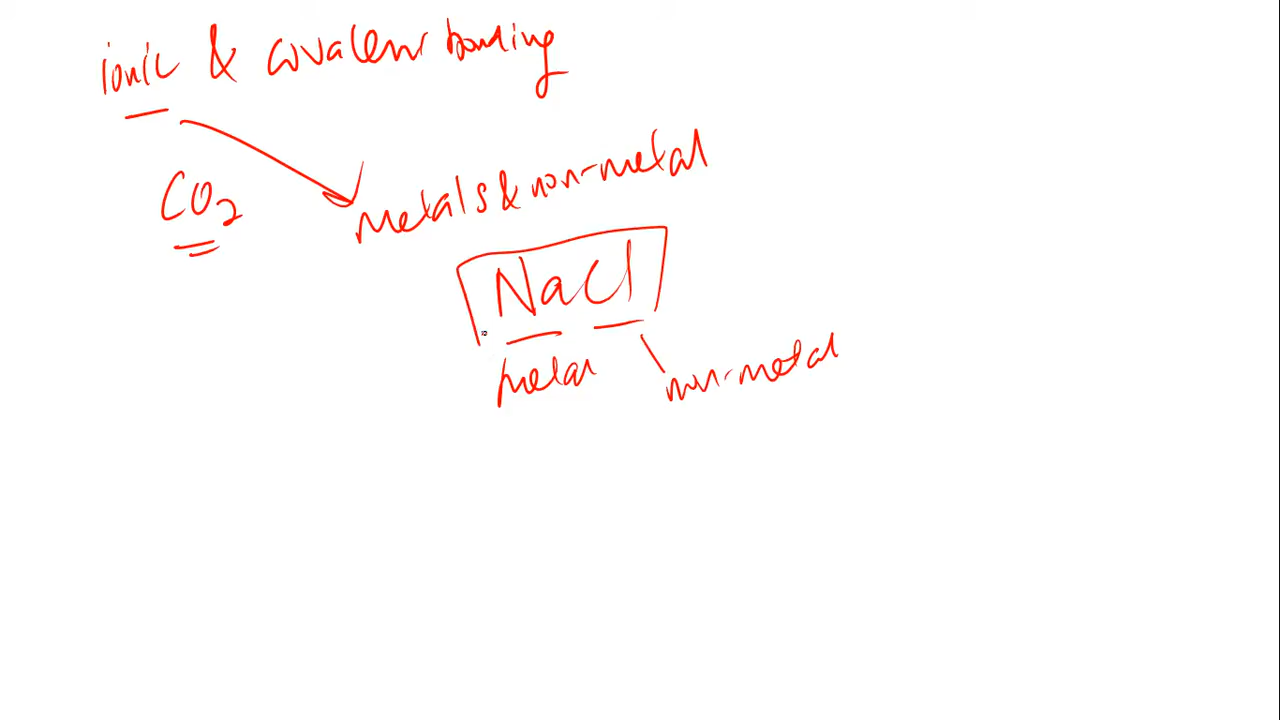 ionic & covalent bonding
CO2
metals & non-metal
NaCl
metal
non-metal